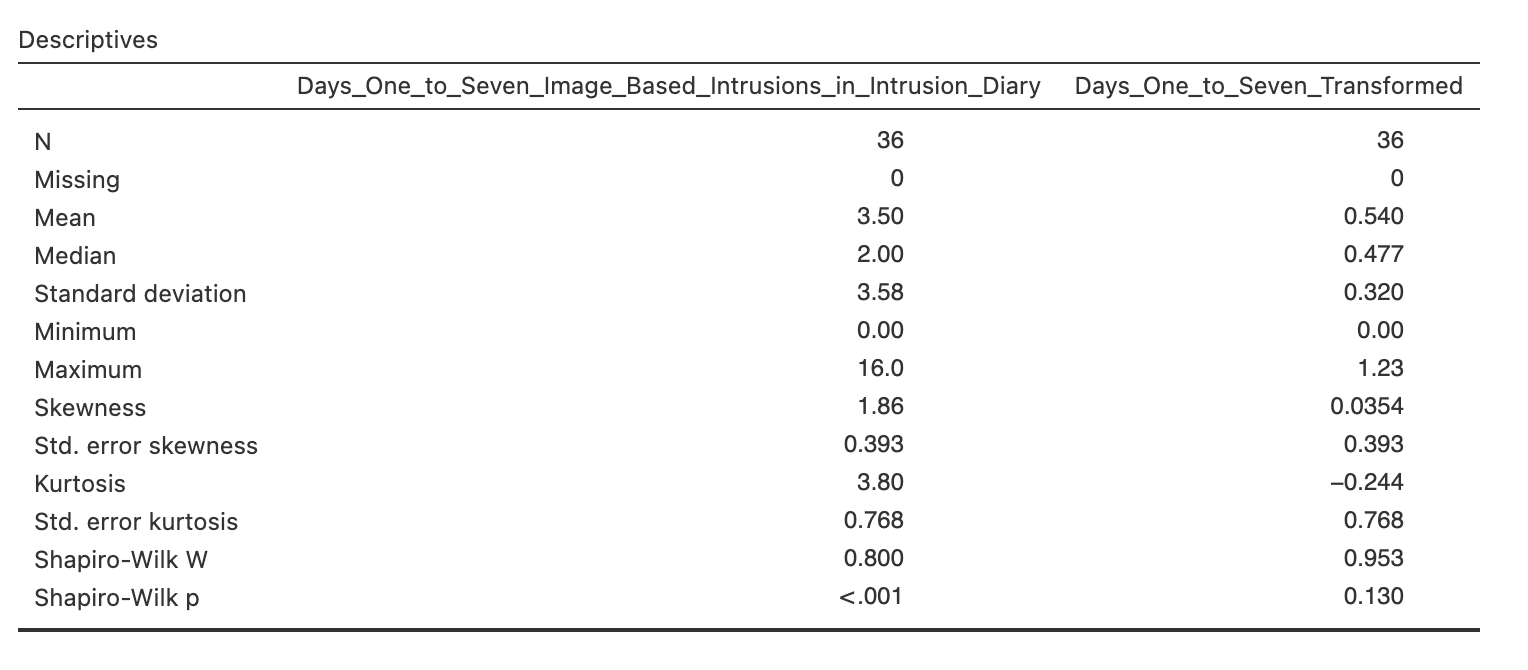 Descriptives
Days_One_to_Seven_Image_Based_Intrusions_in_Intrusion_Diary Days_One_to_Seven_Transformed
N 36 36
Missing 0 0
Mean 3.50 0.540
Median 2.00 0.477
Standard deviation 3.58 0.320
Minimum 0.00 0.00
Maximum 16.0 1.23
Skewness 1.86 0.0354
Std. error skewness 0.393 0.393
Kurtosis 3.80 −0.244
Std. error kurtosis 0.768 0.768
Shapiro-Wilk W 0.800 0.953
Shapiro-Wilk p <.001 0.130